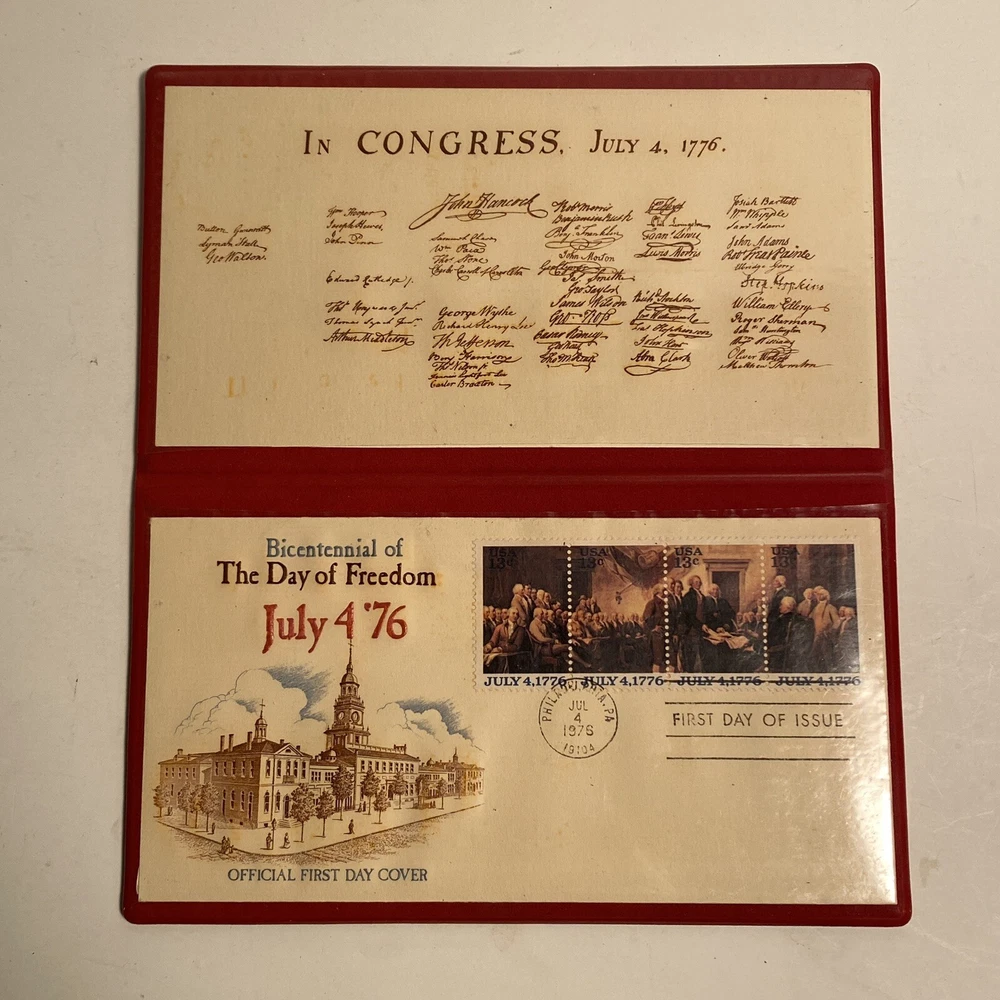 IN CONGRESS, JULY 4, 1776.
Button Gwinnett
Lyman Hall
Geo Walton.
Wm Hooper
Joseph Hewes,
John Penn
Edward Rutledge /.
Thos Heyward Junr.
Thomas Lynch Junr.
Arthur Middleton
John Hancock
Samuel Chase
Wm Paca
Thos Stone
Charles Carroll of Carrollton
George Wythe
Richard Henry Lee
Th Jefferson
Benj Harrison
Thos Nelson jr.
Francis Lightfoot Lee
Carter Braxton
Robt Morris
Benjamin Rush
Benja Franklin
John Morton
Geo Clymer
Jas Smith
Geo Taylor
James Wilson
Geo Ross
Caesar Rodney
Geo Read
Tho M:Kean
Phil Livingston
Frans Lewis
Lewis Morris
Richd Stockton
Jno Witherspoon
Fras Hopkinson
John Hart
Abra Clark
Josiah Bartlett
Wm Whipple
Saml Adams
John Adams
Robt Treat Paine
Elbridge Gerry
Step. Hopkins
William Ellery
Roger Sherman
Saml Huntington
Wm Williams
Oliver Wolcott
Matthew Thornton
Bicentennial of
The Day of Freedom
July 4 '76
OFFICIAL FIRST DAY COVER
USA
13c
USA
13c
USA
13c
USA
13
JULY 4, 1776
JULY 4, 1776
JULY 4, 1776
JULY 4, 1776
PHILADELPHIA, PA
JUL
4
1976
19104
FIRST DAY OF ISSUE